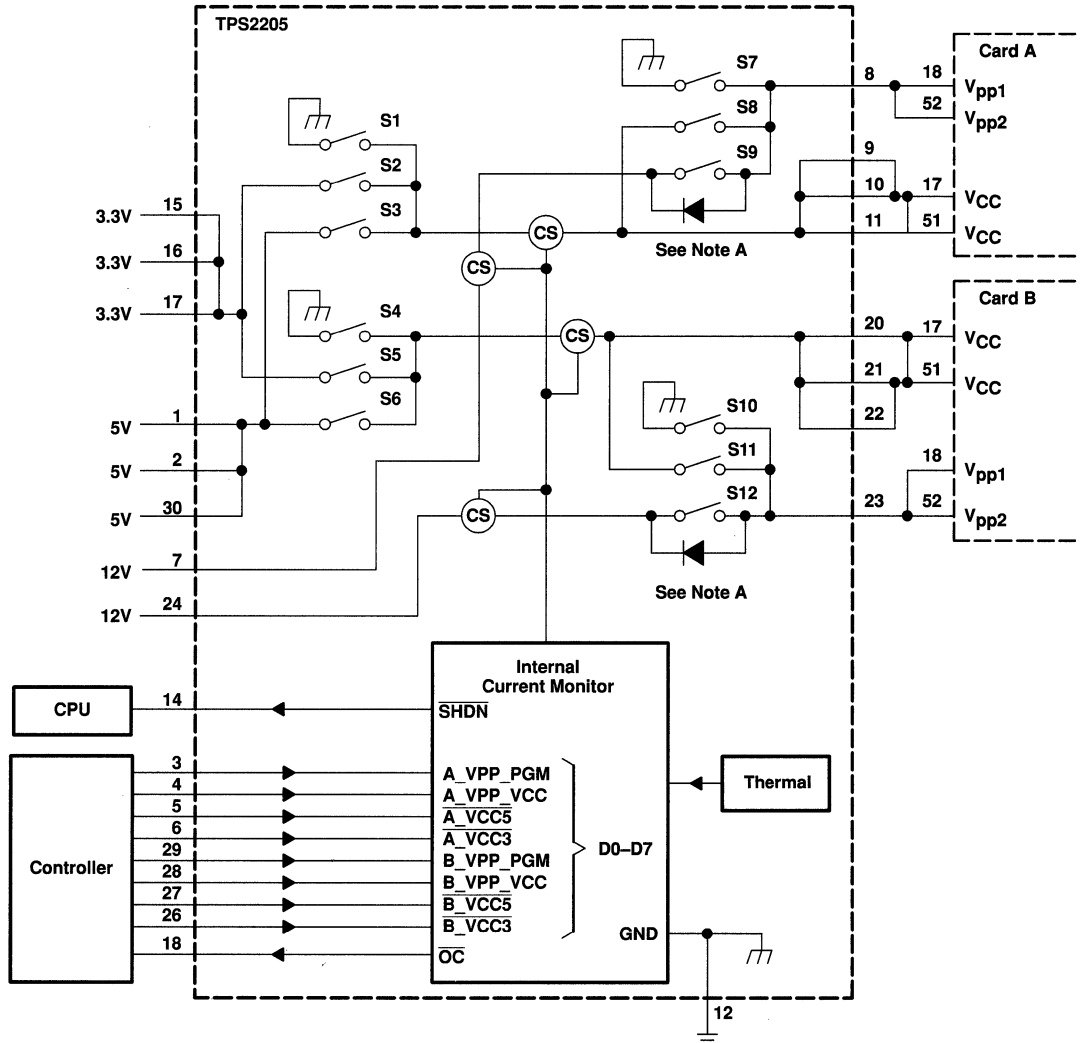 TPS2205
Card A
S7
8
18
Vpp1
52
Vpp2
S8
S1
S9
9
S2
10
17
VCC
15
3.3V
S3
CS
11
51
VCC
See Note A
16
3.3V
CS
17
3.3V
Card B
S4
CS
20
17
VCC
S5
21
51
VCC
1
5V
S6
S10
22
2
5V
S11
18
Vpp1
30
5V
CS
S12
23
52
Vpp2
7
12V
See Note A
24
12V
Internal
Current Monitor
CPU
14
SHDN
3
A_VPP_PGM
Thermal
4
A_VPP_VCC
5
A_VCC5
6
A_VCC3
Controller
29
B_VPP_PGM
D0–D7
28
B_VPP_VCC
27
B_VCC5
26
B_VCC3
GND
18
OC
12